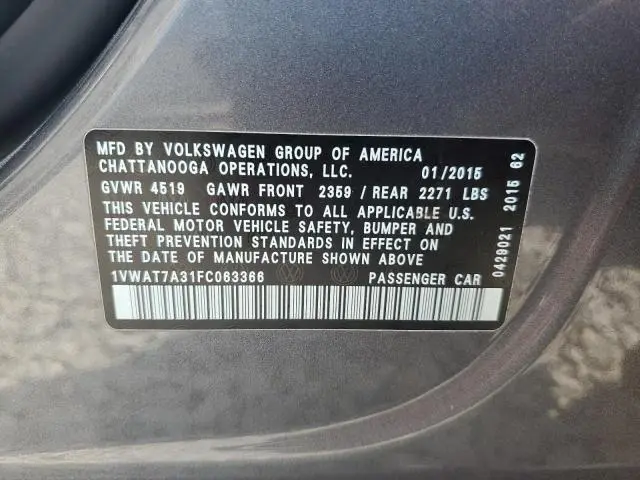 MFD BY VOLKSWAGEN GROUP OF AMERICA
CHATTANOOGA OPERATIONS, LLC. 01/2015
GVWR 4519 GAWR FRONT 2359 / REAR 2271 LBS
THIS VEHICLE CONFORMS TO ALL APPLICABLE U.S.
FEDERAL MOTOR VEHICLE SAFETY, BUMPER AND
THEFT PREVENTION STANDARDS IN EFFECT ON
THE DATE OF MANUFACTURE SHOWN ABOVE
1VWAT7A31FC063366 PASSENGER CAR
0429021 2015 62